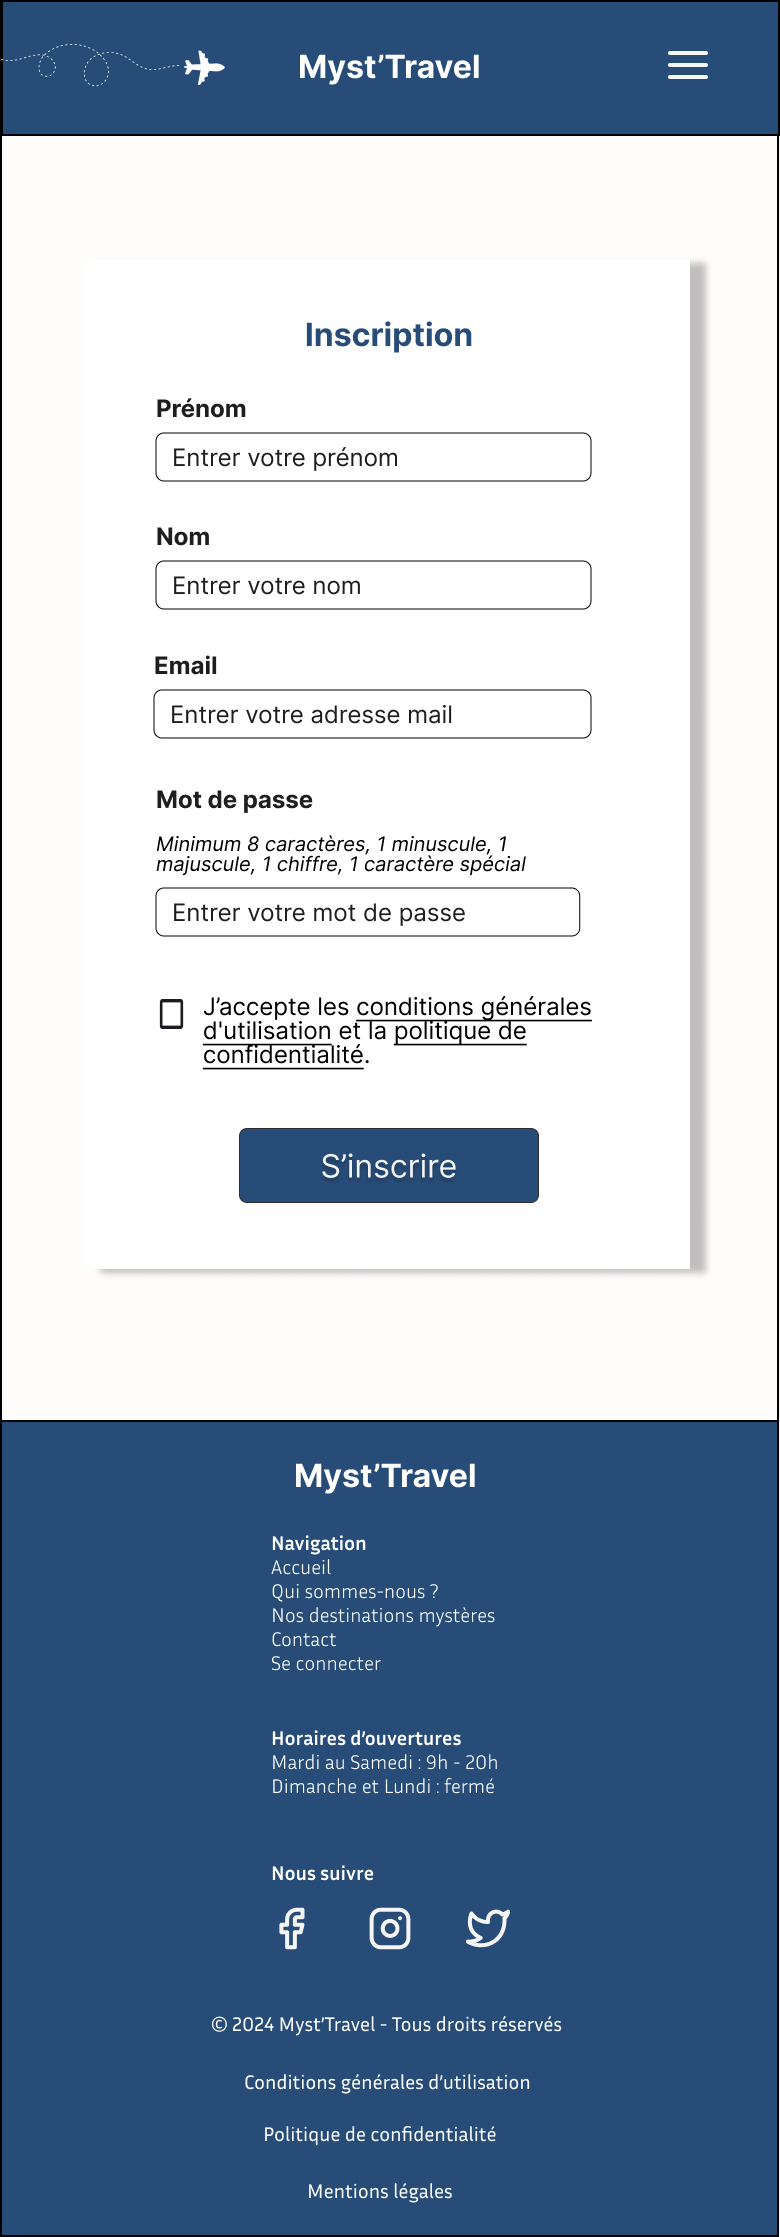 Myst’Travel
Inscription
Prénom
Entrer votre prénom
Nom
Entrer votre nom
Email
Entrer votre adresse mail
Mot de passe
Minimum 8 caractères, 1 minuscule, 1
majuscule, 1 chiffre, 1 caractère spécial
Entrer votre mot de passe
J’accepte les conditions générales
d'utilisation et la politique de
confidentialité.
S’inscrire
Myst’Travel
Navigation
Accueil
Qui sommes-nous ?
Nos destinations mystères
Contact
Se connecter
Horaires d’ouvertures
Mardi au Samedi : 9h - 20h
Dimanche et Lundi : fermé
Nous suivre
© 2024 Myst’Travel - Tous droits réservés
Conditions générales d’utilisation
Politique de confidentialité
Mentions légales